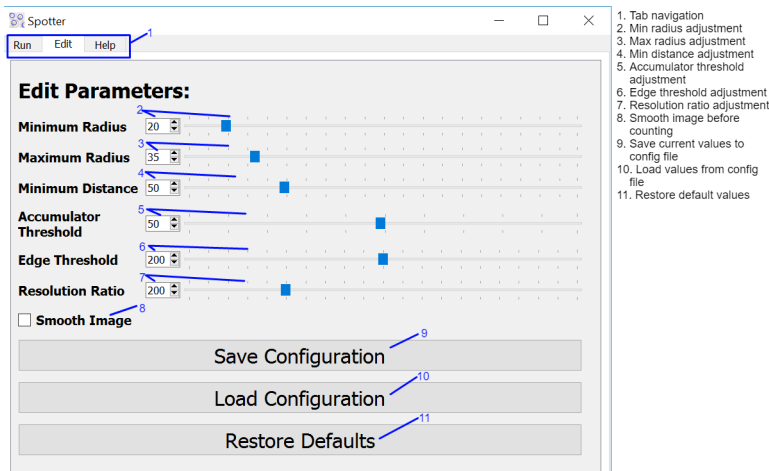 Spotter
Run Edit Help
1
Edit Parameters:
2
Minimum Radius 20
3
Maximum Radius 35
4
Minimum Distance 50
5
Accumulator
Threshold
50
6
Edge Threshold 200
7
Resolution Ratio 200
8
Smooth Image
9
Save Configuration
10
Load Configuration
11
Restore Defaults
1. Tab navigation
2. Min radius adjustment
3. Max radius adjustment
4. Min distance adjustment
5. Accumulator threshold
adjustment
6. Edge threshold adjustment
7. Resolution ratio adjustment
8. Smooth image before
counting
9. Save current values to
config file
10. Load values from config
file
11. Restore default values